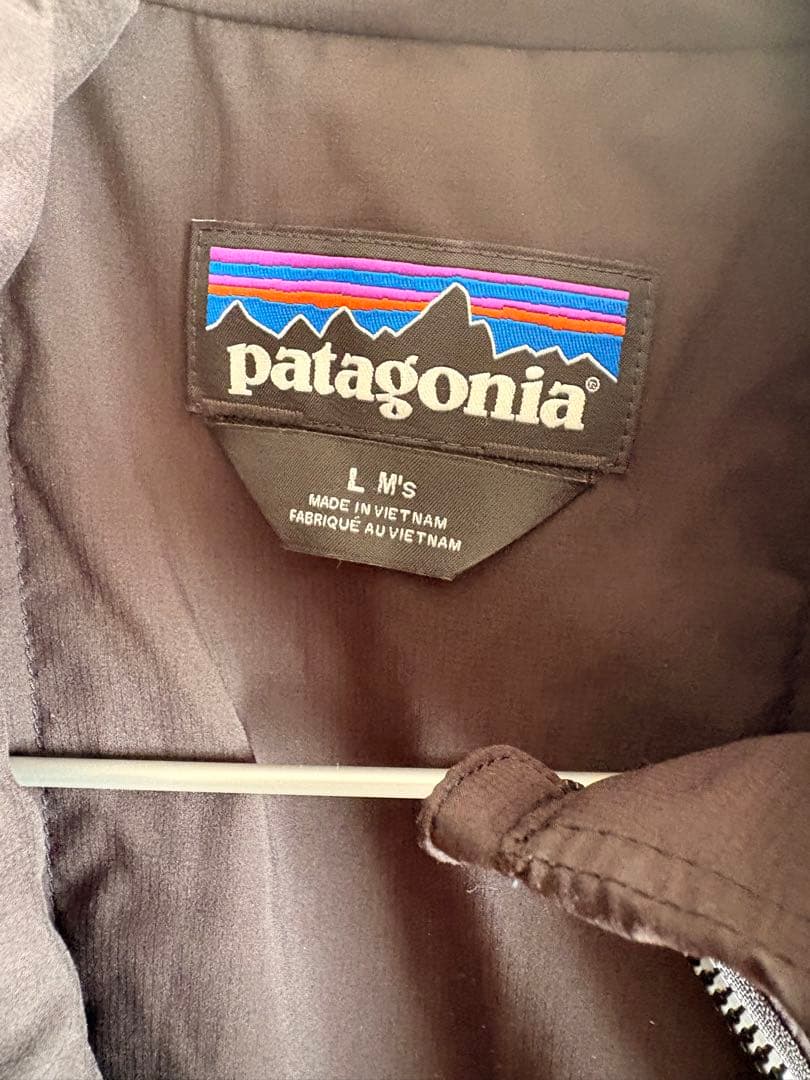 patagonia®
L M's
MADE IN VIETNAM
FABRIQUÉ AU VIETNAM